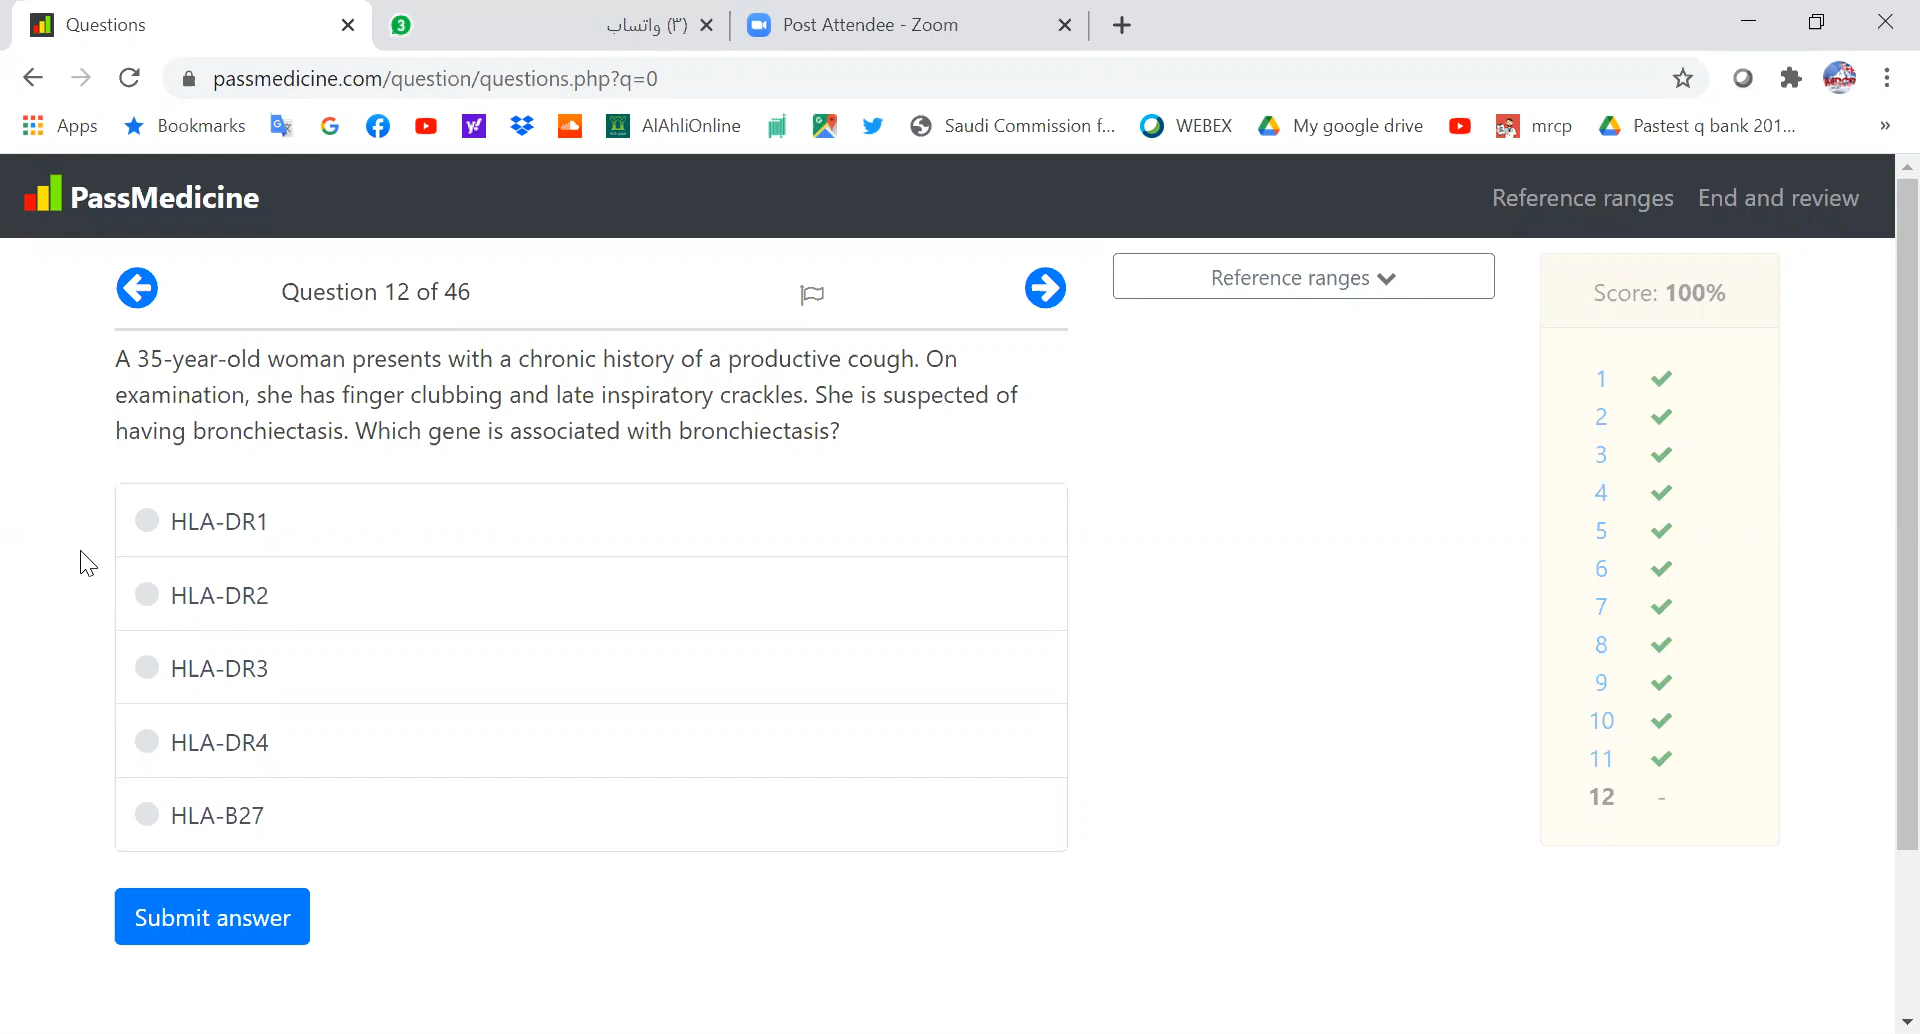 Questions
3
(٣) واتساب
Post Attendee - Zoom
passmedicine.com/question/questions.php?q=0
Apps
Bookmarks
AlAhliOnline
Saudi Commission f...
WEBEX
My google drive
mrcp
Pastest q bank 201...
»
PassMedicine
Reference ranges
End and review
Question 12 of 46
Reference ranges
Score: 100%
A 35-year-old woman presents with a chronic history of a productive cough. On
examination, she has finger clubbing and late inspiratory crackles. She is suspected of
having bronchiectasis. Which gene is associated with bronchiectasis?
HLA-DR1
HLA-DR2
HLA-DR3
HLA-DR4
HLA-B27
Submit answer
1
2
3
4
5
6
7
8
9
10
11
12 -